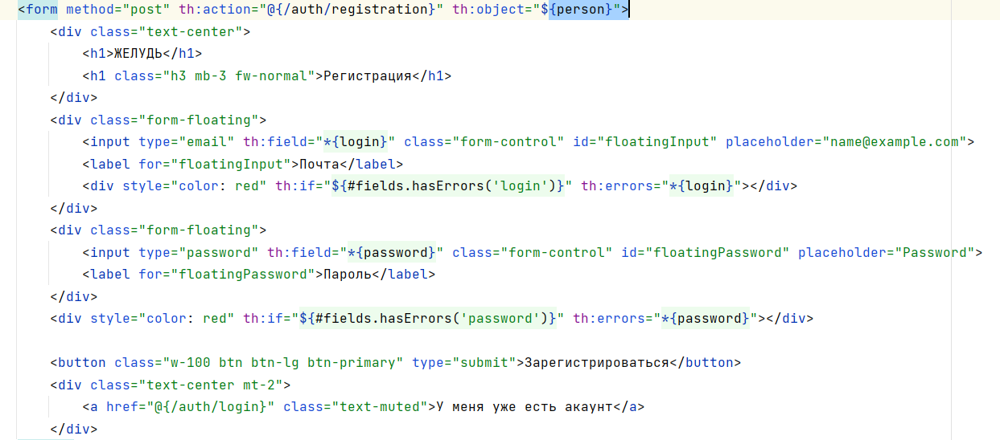 <form method="post" th:action="@{/auth/registration}" th:object="${person}">
<div class="text-center">
<h1>ЖЕЛУДЬ</h1>
<h1 class="h3 mb-3 fw-normal">Регистрация</h1>
</div>
<div class="form-floating">
<input type="email" th:field="*{login}" class="form-control" id="floatingInput" placeholder="name@example.com">
<label for="floatingInput">Почта</label>
<div style="color: red" th:if="${#fields.hasErrors('login')}" th:errors="*{login}"></div>
</div>
<div class="form-floating">
<input type="password" th:field="*{password}" class="form-control" id="floatingPassword" placeholder="Password">
<label for="floatingPassword">Пароль</label>
</div>
<div style="color: red" th:if="${#fields.hasErrors('password')}" th:errors="*{password}"></div>
<button class="w-100 btn btn-lg btn-primary" type="submit">Зарегистрироваться</button>
<div class="text-center mt-2">
<a href="@{/auth/login}" class="text-muted">У меня уже есть акаунт</a>
</div>